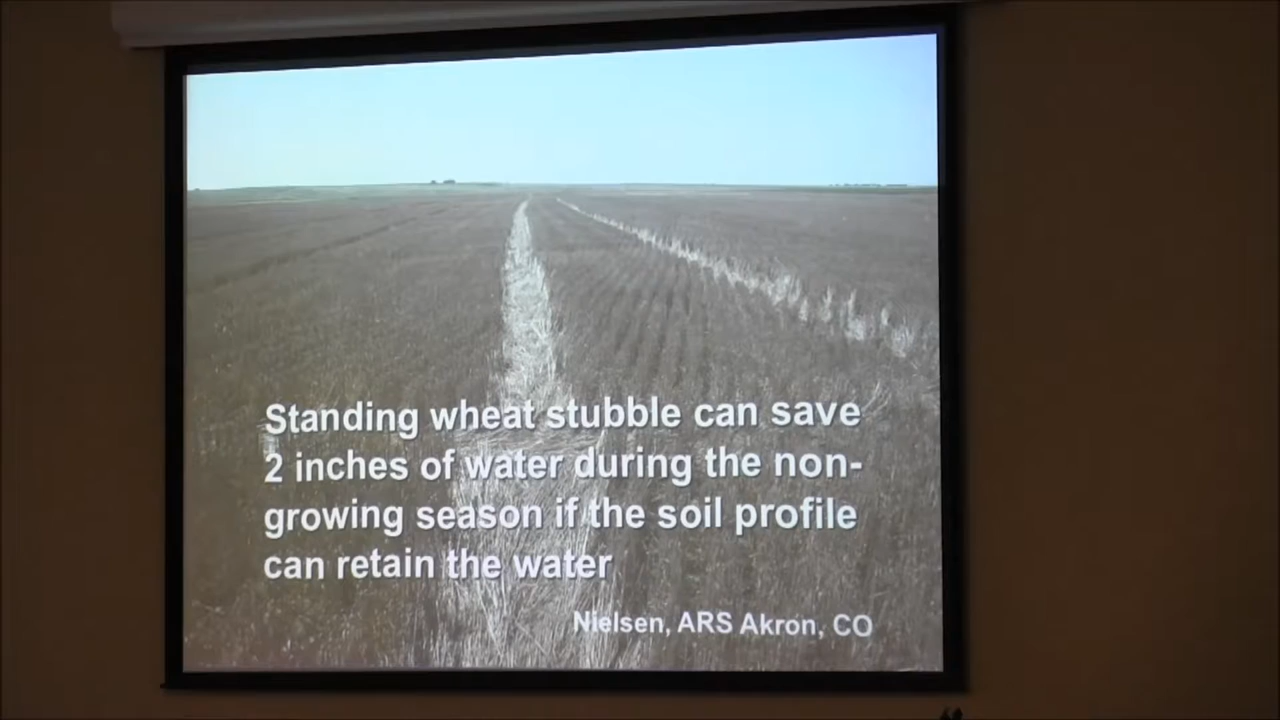 Standing wheat stubble can save
2 inches of water during the non-
growing season if the soil profile
can retain the water
Nielsen, ARS Akron, CO